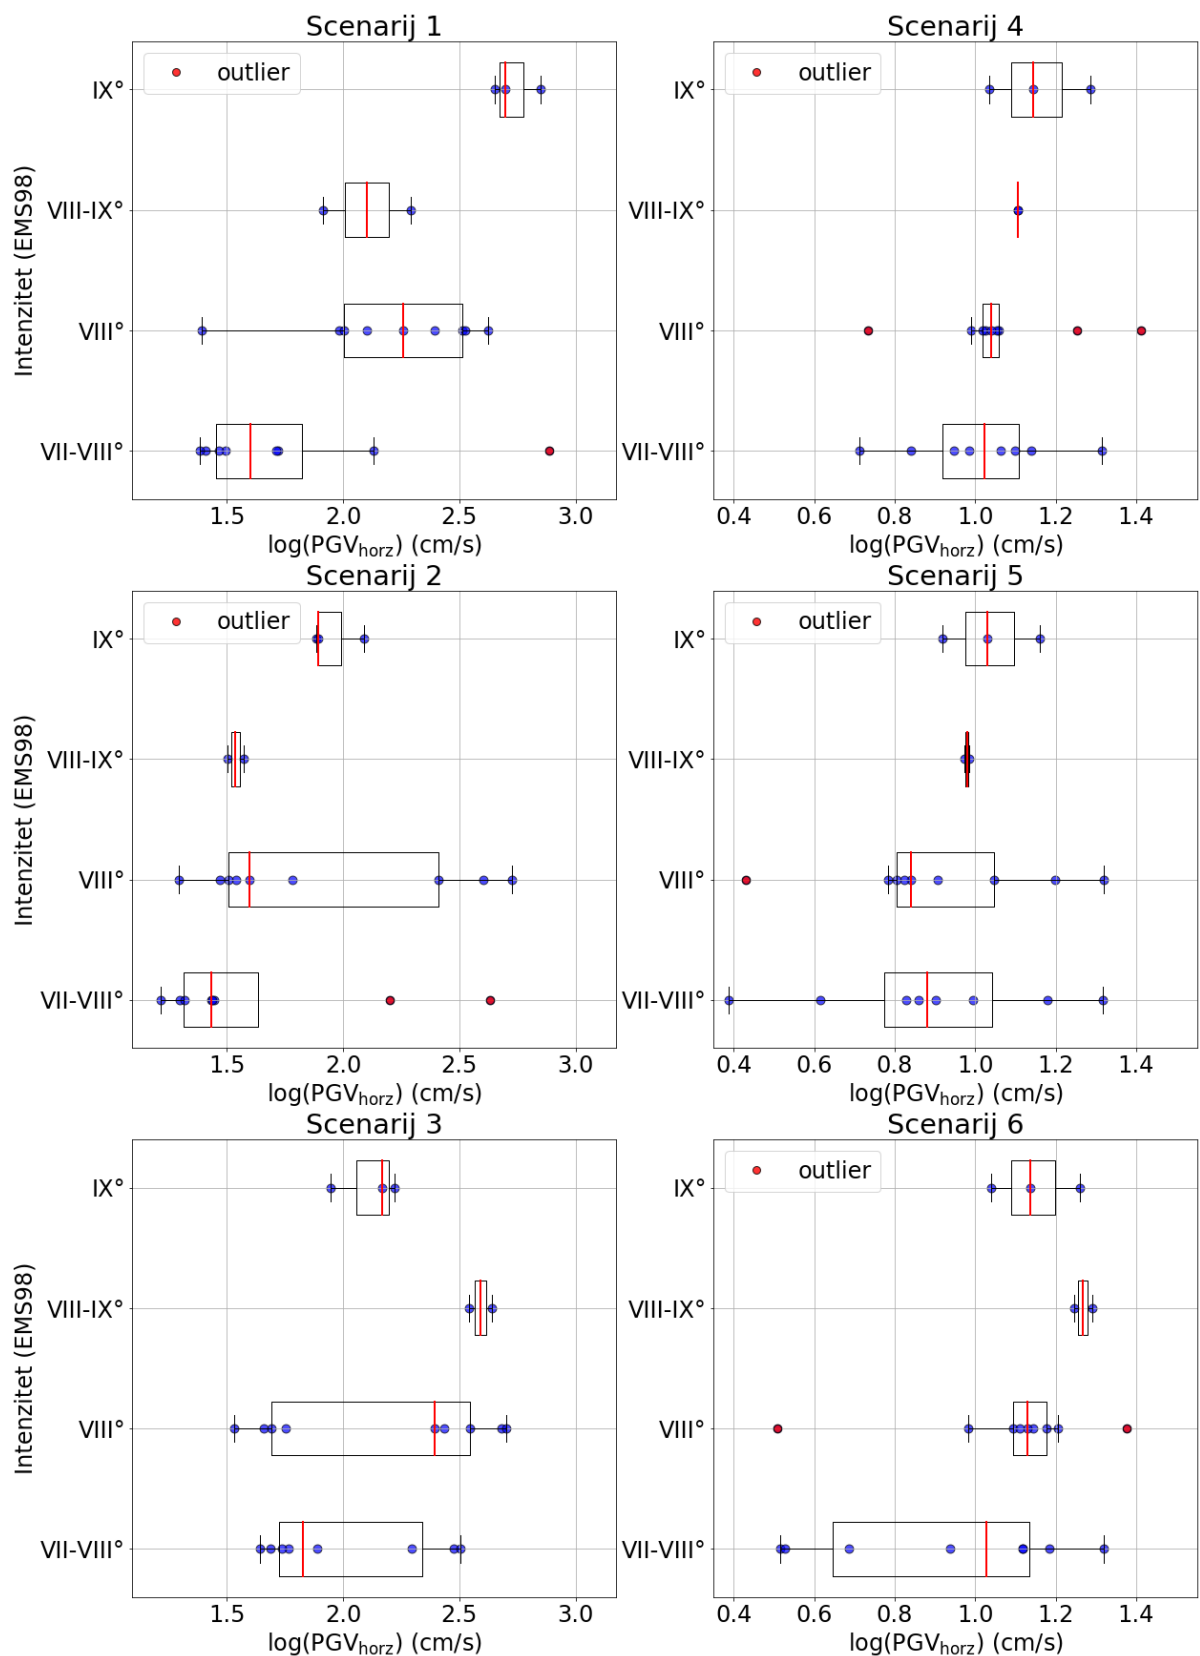 Scenarij 1
outlier
IX°
VIII-IX°
VIII°
VII-VIII°
Intenzitet (EMS98)
1.5 2.0 2.5 3.0
log(PGVhorz) (cm/s)
Scenarij 4
outlier
IX°
VIII-IX°
VIII°
VII-VIII°
0.4 0.6 0.8 1.0 1.2 1.4
log(PGVhorz) (cm/s)
Scenarij 2
outlier
IX°
VIII-IX°
VIII°
VII-VIII°
Intenzitet (EMS98)
1.5 2.0 2.5 3.0
log(PGVhorz) (cm/s)
Scenarij 5
IX°
VIII-IX°
VIII°
VII-VIII°
outlier
0.4 0.6 0.8 1.0 1.2 1.4
log(PGVhorz) (cm/s)
Scenarij 3
IX°
VIII-IX°
VIII°
VII-VIII°
Intenzitet (EMS98)
1.5 2.0 2.5 3.0
log(PGVhorz) (cm/s)
Scenarij 6
outlier
IX°
VIII-IX°
VIII°
VII-VIII°
0.4 0.6 0.8 1.0 1.2 1.4
log(PGVhorz) (cm/s)